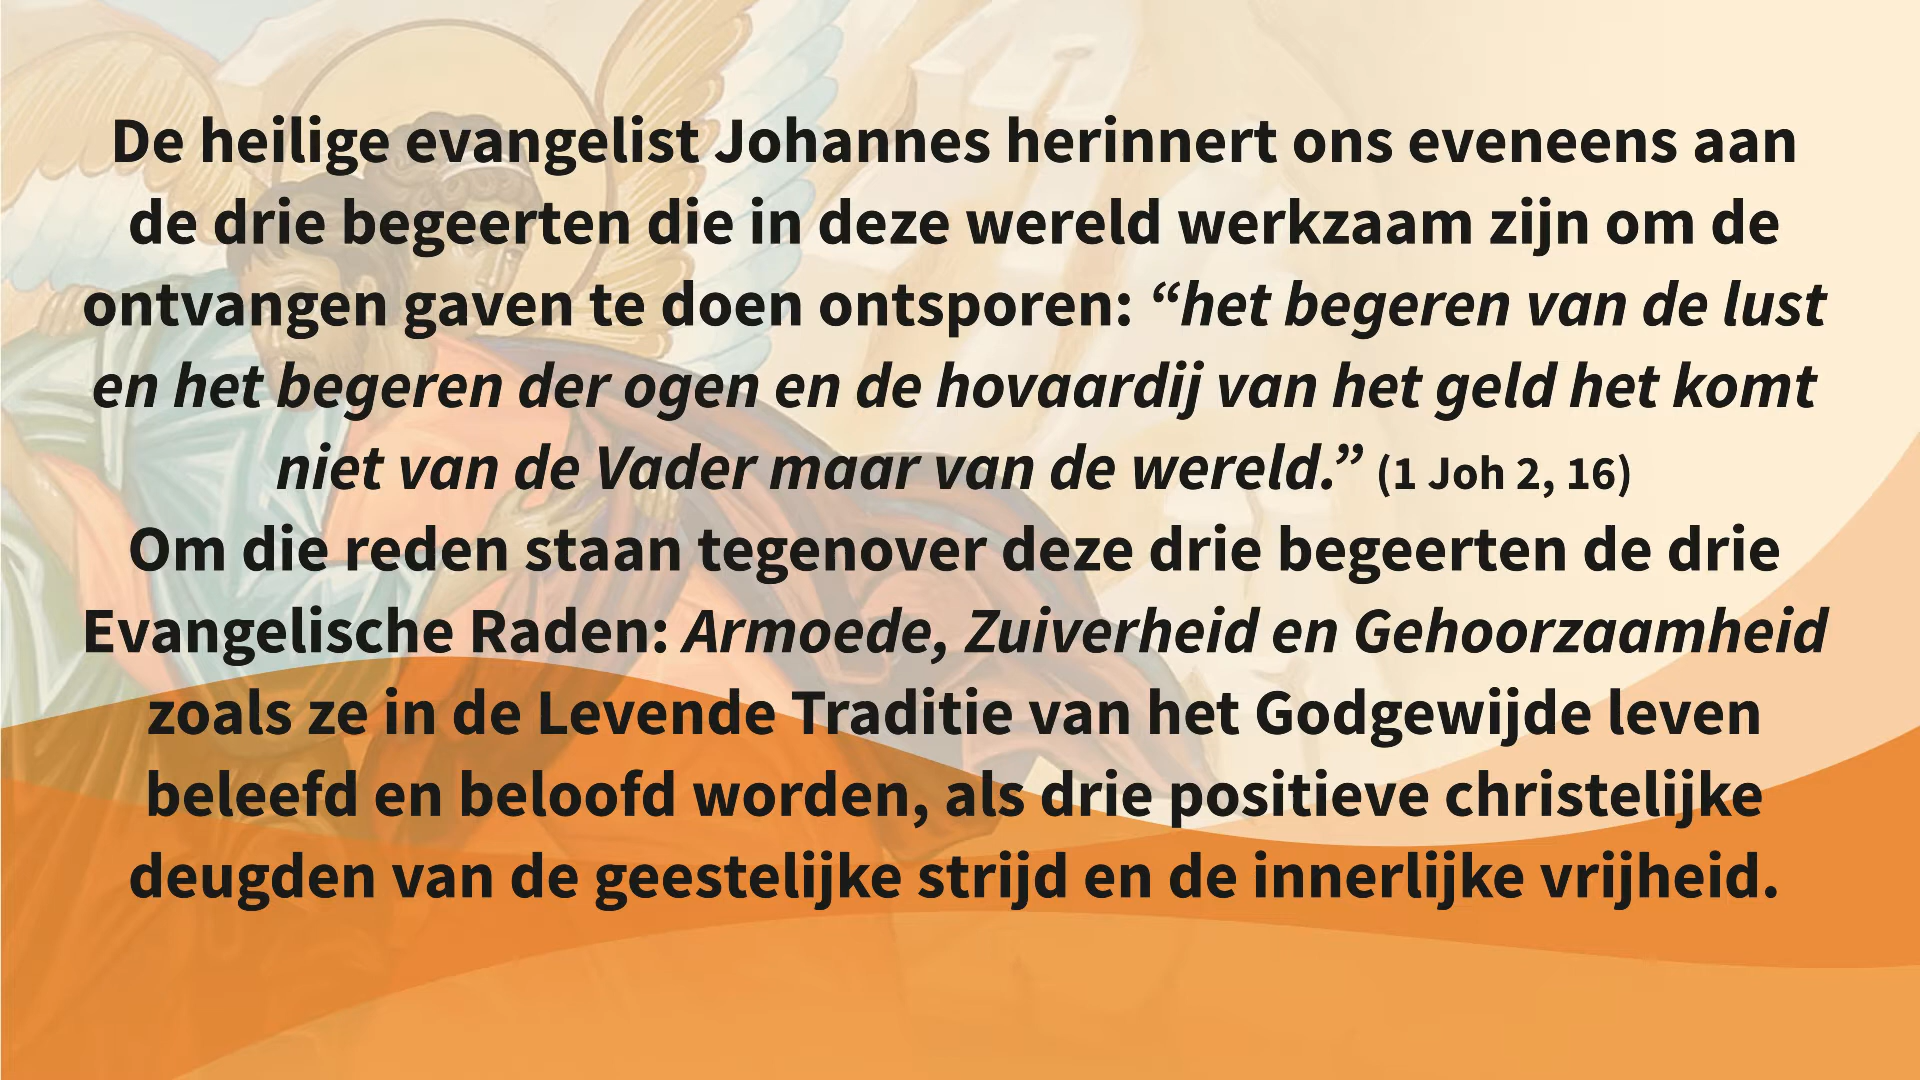 De heilige evangelist Johannes herinnert ons eveneens aan
de drie begeerten die in deze wereld werkzaam zijn om de
ontvangen gaven te doen ontsporen: “het begeren van de lust
en het begeren der ogen en de hovaardij van het geld het komt
niet van de Vader maar van de wereld.” (1 Joh 2, 16)
Om die reden staan tegenover deze drie begeerten de drie
Evangelische Raden: Armoede, Zuiverheid en Gehoorzaamheid
zoals ze in de Levende Traditie van het Godgewijde leven
beleefd en beloofd worden, als drie positieve christelijke
deugden van de geestelijke strijd en de innerlijke vrijheid.